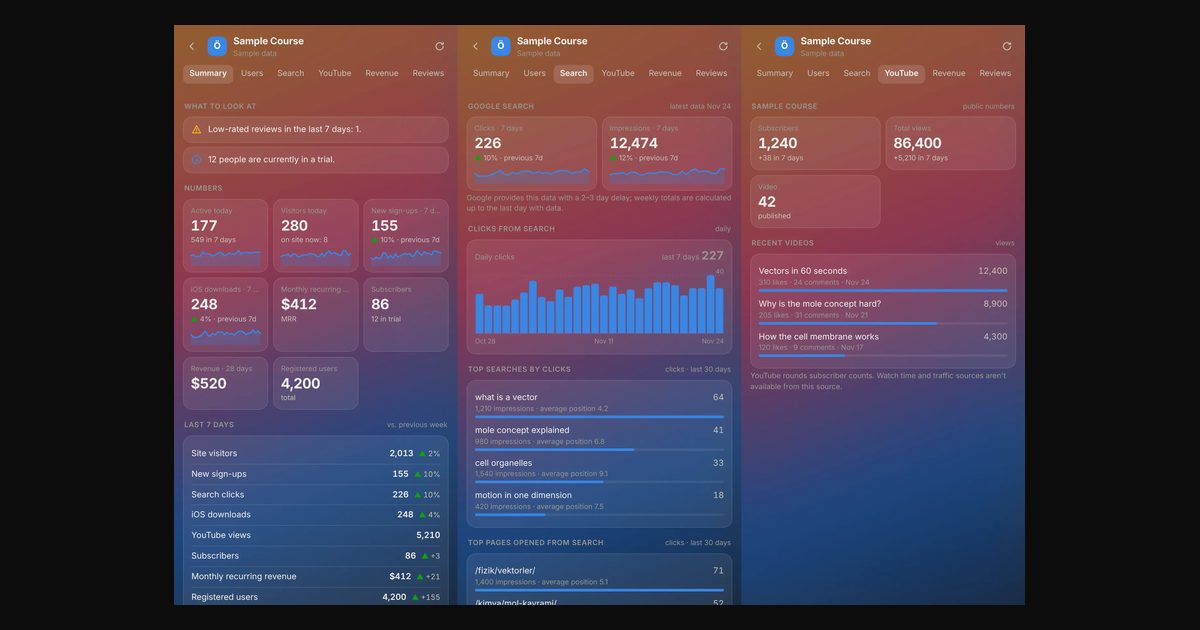 Ö
Sample Course
Sample data
Summary Users Search YouTube Revenue Reviews
WHAT TO LOOK AT
Low-rated reviews in the last 7 days: 1.
12 people are currently in a trial.
NUMBERS
Active today
177
549 in 7 days
Visitors today
280
on site now: 8
New sign-ups · 7 d...
155
▲ 10% · previous 7d
iOS downloads · 7 ...
248
▲ 4% · previous 7d
Monthly recurring ...
$412
MRR
Subscribers
86
12 in trial
Revenue · 28 days
$520
Registered users
4,200
total
LAST 7 DAYS vs. previous week
Site visitors 2,013 ▲ 2%
New sign-ups 155 ▲ 10%
Search clicks 226 ▲ 10%
iOS downloads 248 ▲ 4%
YouTube views 5,210
Subscribers 86 ▲ +3
Monthly recurring revenue $412 ▲ +21
Registered users 4,200 ▲ +155
Ö
Sample Course
Sample data
Summary Users Search YouTube Revenue Reviews
GOOGLE SEARCH latest data Nov 24
Clicks · 7 days
226
▲ 10% · previous 7d
Impressions · 7 days
12,474
▲ 12% · previous 7d
Google provides this data with a 2–3 day delay; weekly totals are calculated
up to the last day with data.
CLICKS FROM SEARCH daily
Daily clicks last 7 days 227
40
Oct 28 Nov 11 Nov 24
TOP SEARCHES BY CLICKS clicks · last 30 days
what is a vector 64
1,210 impressions · average position 4.2
mole concept explained 41
980 impressions · average position 6.8
cell organelles 33
1,540 impressions · average position 9.1
motion in one dimension 18
420 impressions · average position 7.5
TOP PAGES OPENED FROM SEARCH clicks · last 30 days
/fizik/vektorler/ 71
1,400 impressions · average position 5.1
/kimya/mol-kavrami/ 52
Ö
Sample Course
Sample data
Summary Users Search YouTube Revenue Reviews
SAMPLE COURSE public numbers
Subscribers
1,240
+38 in 7 days
Total views
86,400
+5,210 in 7 days
Video
42
published
RECENT VIDEOS views
Vectors in 60 seconds 12,400
310 likes · 24 comments · Nov 24
Why is the mole concept hard? 8,900
205 likes · 31 comments · Nov 21
How the cell membrane works 4,300
120 likes · 9 comments · Nov 17
YouTube rounds subscriber counts. Watch time and traffic sources aren't
available from this source.